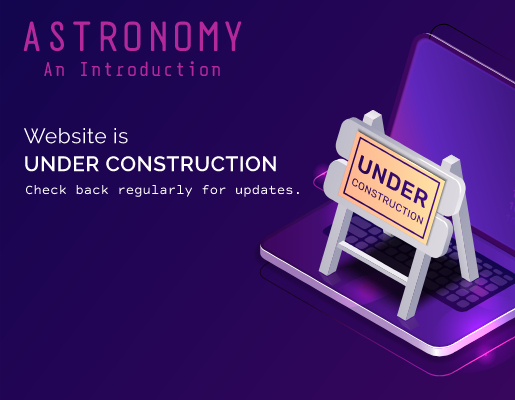 ASTRONOMY
An Introduction
Website is
UNDER CONSTRUCTION
Check back regularly for updates.
UNDER
CONSTRUCTION